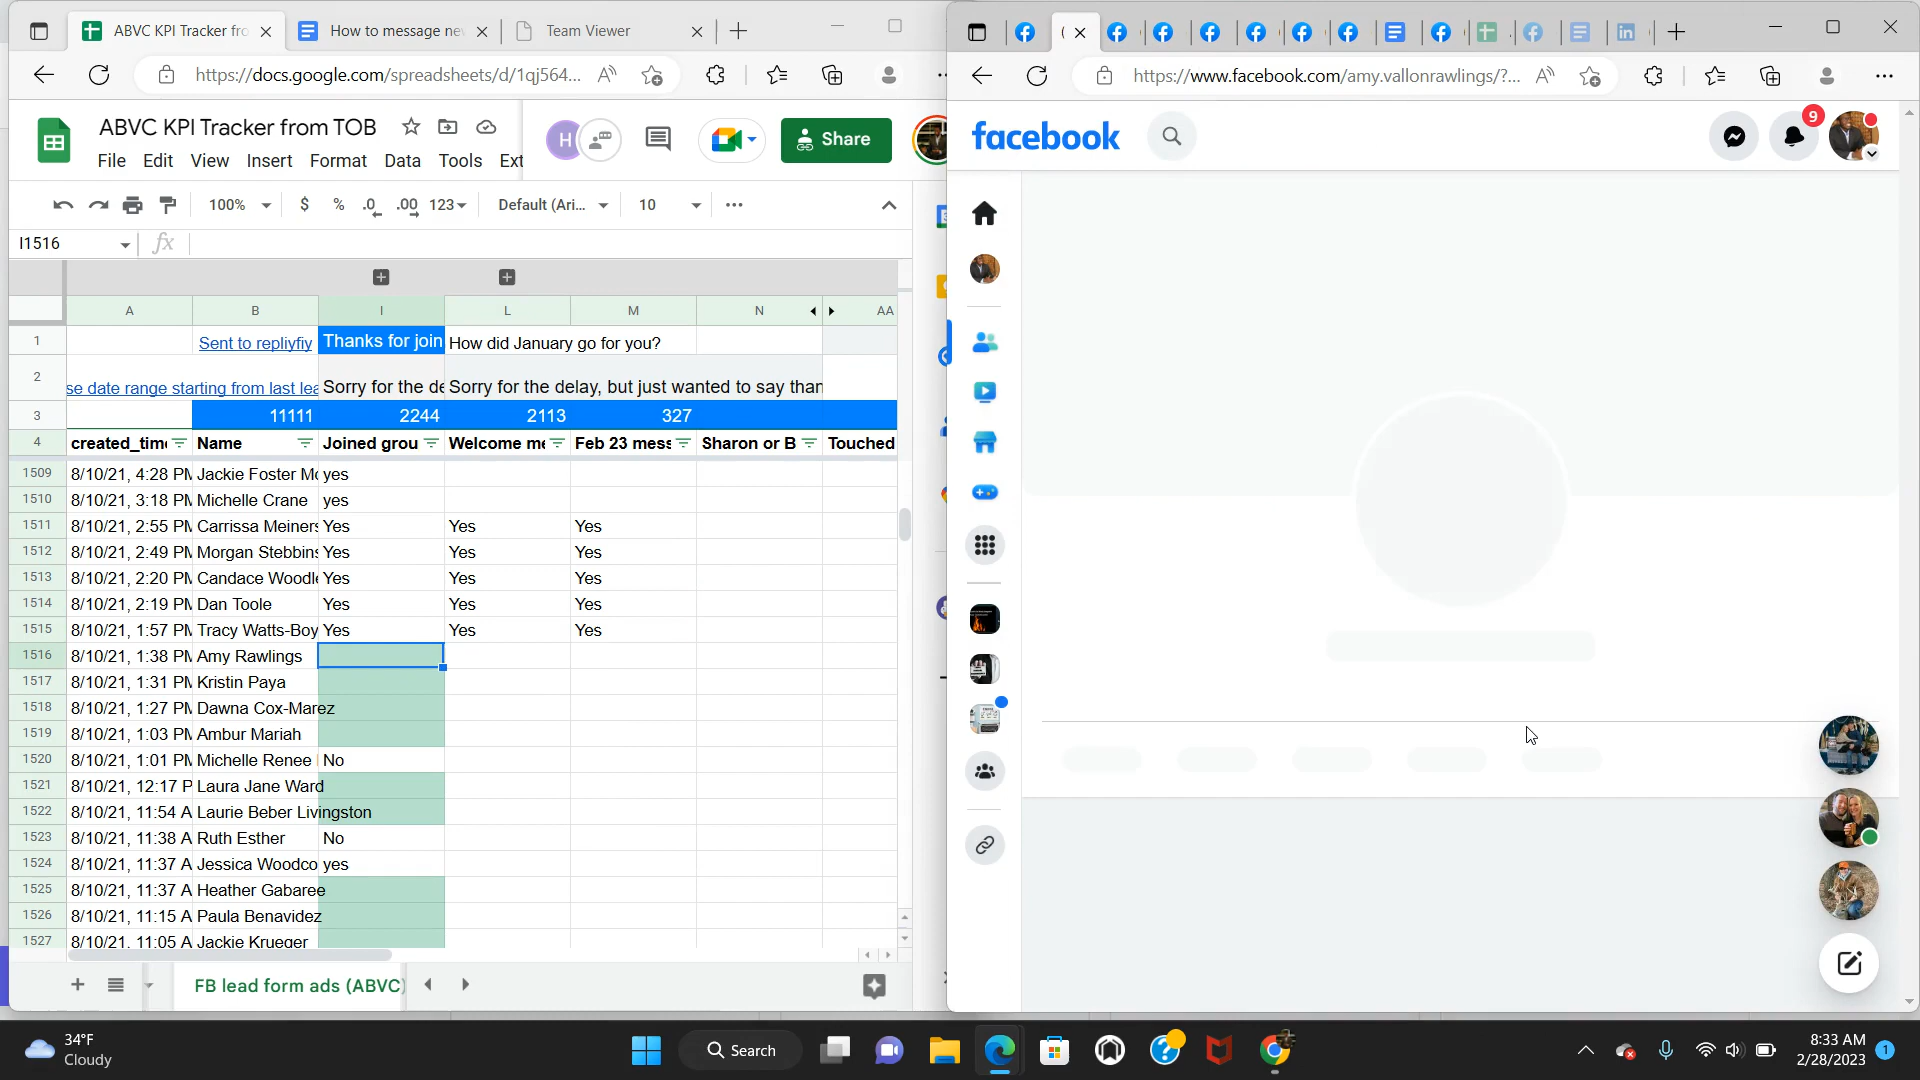 ABVC KPI Tracker fro
How to message ne
Team Viewer
https://docs.google.com/spreadsheets/d/1qj564...
https://www.facebook.com/amy.vallonrawlings/?...
ABVC KPI Tracker from TOB
File Edit View Insert Format Data Tools Ext
H
Share
facebook
9
100% $ % .0 .00 123 Default (Ari... 10
I1516
fx
A B I L M N AA
1 Sent to repliyfiy Thanks for join How did January go for you?
2 se date range starting from last lea Sorry for the de Sorry for the delay, but just wanted to say than
3 11111 2244 2113 327
4 created_time Name Joined grou Welcome me Feb 23 mess Sharon or B Touched
1509 8/10/21, 4:28 PM Jackie Foster Mc yes
1510 8/10/21, 3:18 PM Michelle Crane yes
1511 8/10/21, 2:55 PM Carrissa Meiners Yes Yes Yes
1512 8/10/21, 2:49 PM Morgan Stebbins Yes Yes Yes
1513 8/10/21, 2:20 PM Candace Woodle Yes Yes Yes
1514 8/10/21, 2:19 PM Dan Toole Yes Yes Yes
1515 8/10/21, 1:57 PM Tracy Watts-Boy Yes Yes Yes
1516 8/10/21, 1:38 PM Amy Rawlings
1517 8/10/21, 1:31 PM Kristin Paya
1518 8/10/21, 1:27 PM Dawna Cox-Marez
1519 8/10/21, 1:03 PM Ambur Mariah
1520 8/10/21, 1:01 PM Michelle Renee No
1521 8/10/21, 12:17 P Laura Jane Ward
1522 8/10/21, 11:54 A Laurie Beber Livingston
1523 8/10/21, 11:38 A Ruth Esther No
1524 8/10/21, 11:37 A Jessica Woodco yes
1525 8/10/21, 11:37 A Heather Gabaree
1526 8/10/21, 11:15 A Paula Benavidez
1527 8/10/21, 11:05 A Jackie Krueger
FB lead form ads (ABVC)
34°F
Cloudy
Search
8:33 AM
2/28/2023
1